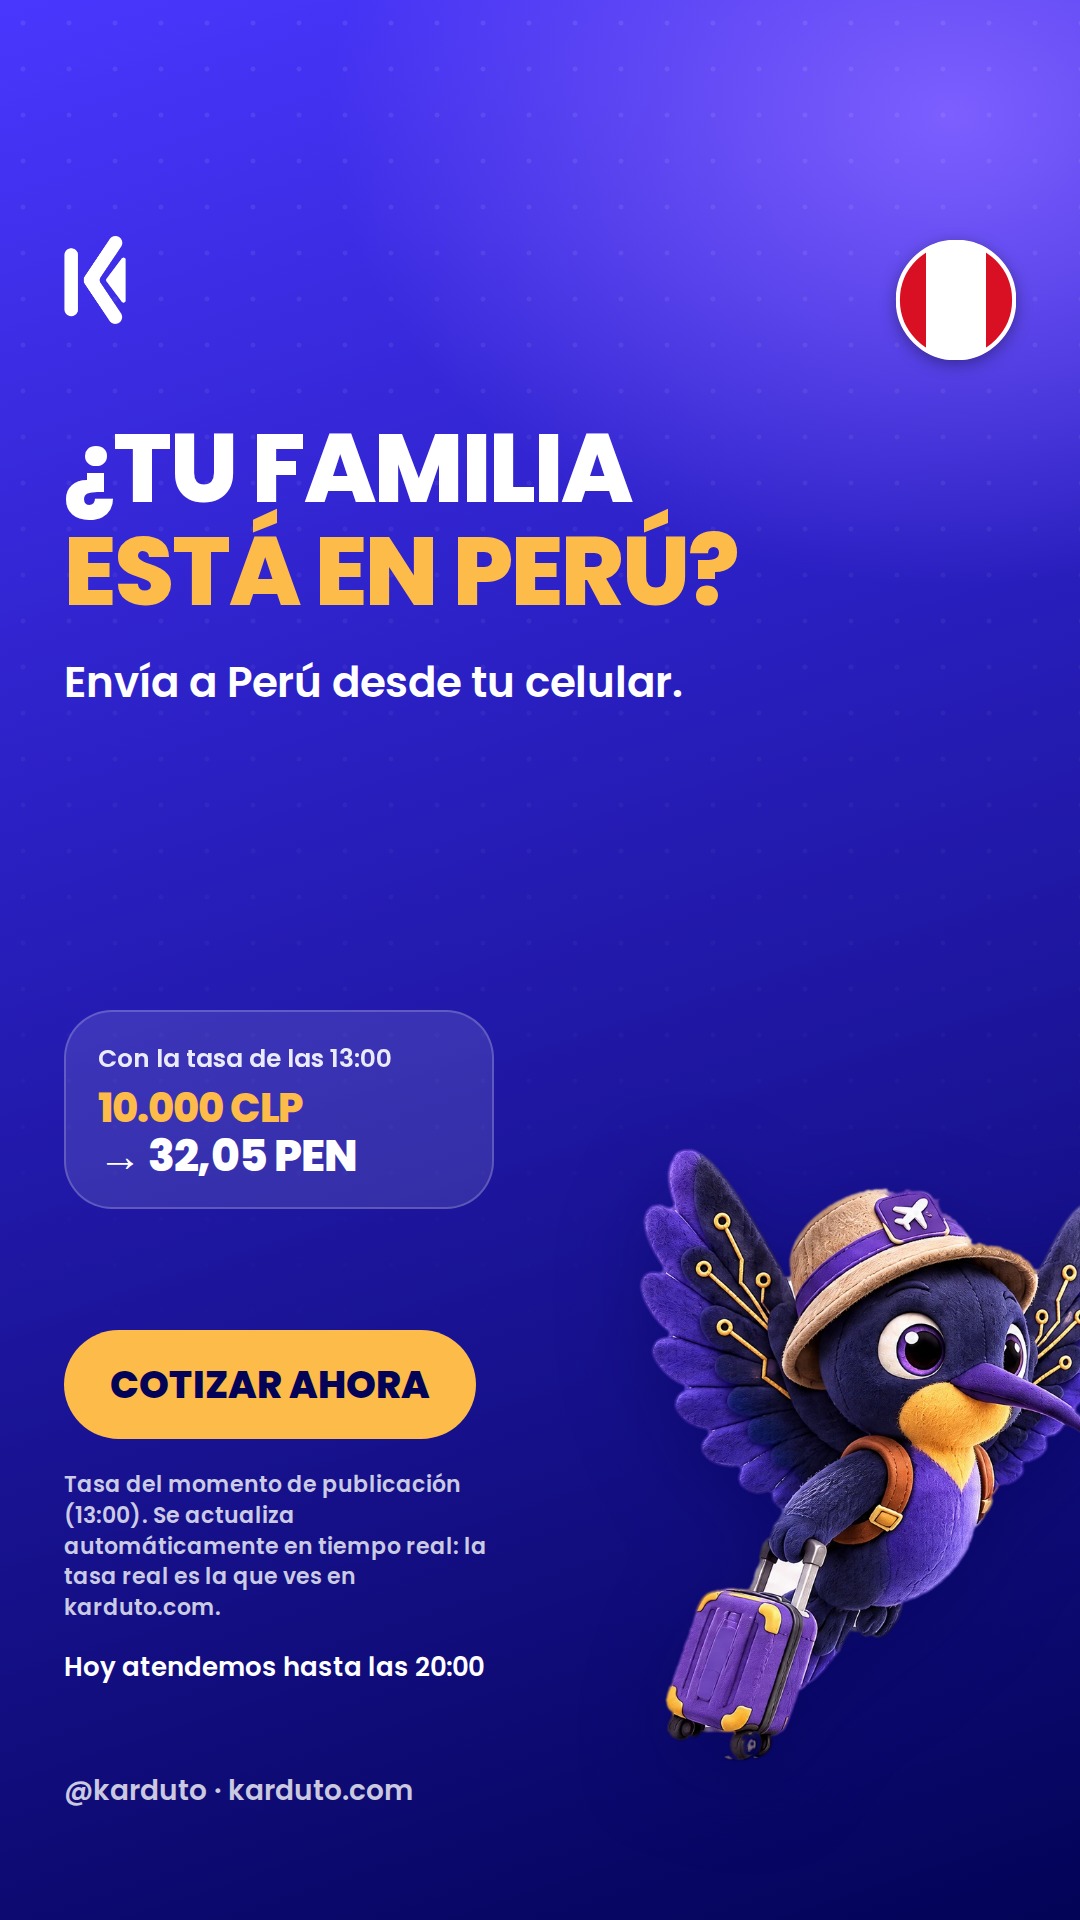 ¿TU FAMILIA
ESTÁ EN PERÚ?
Envía a Perú desde tu celular.
Con la tasa de las 13:00
10.000 CLP
→ 32,05 PEN
COTIZAR AHORA
Tasa del momento de publicación
(13:00). Se actualiza
automáticamente en tiempo real: la
tasa real es la que ves en
karduto.com.
Hoy atendemos hasta las 20:00
@karduto · karduto.com